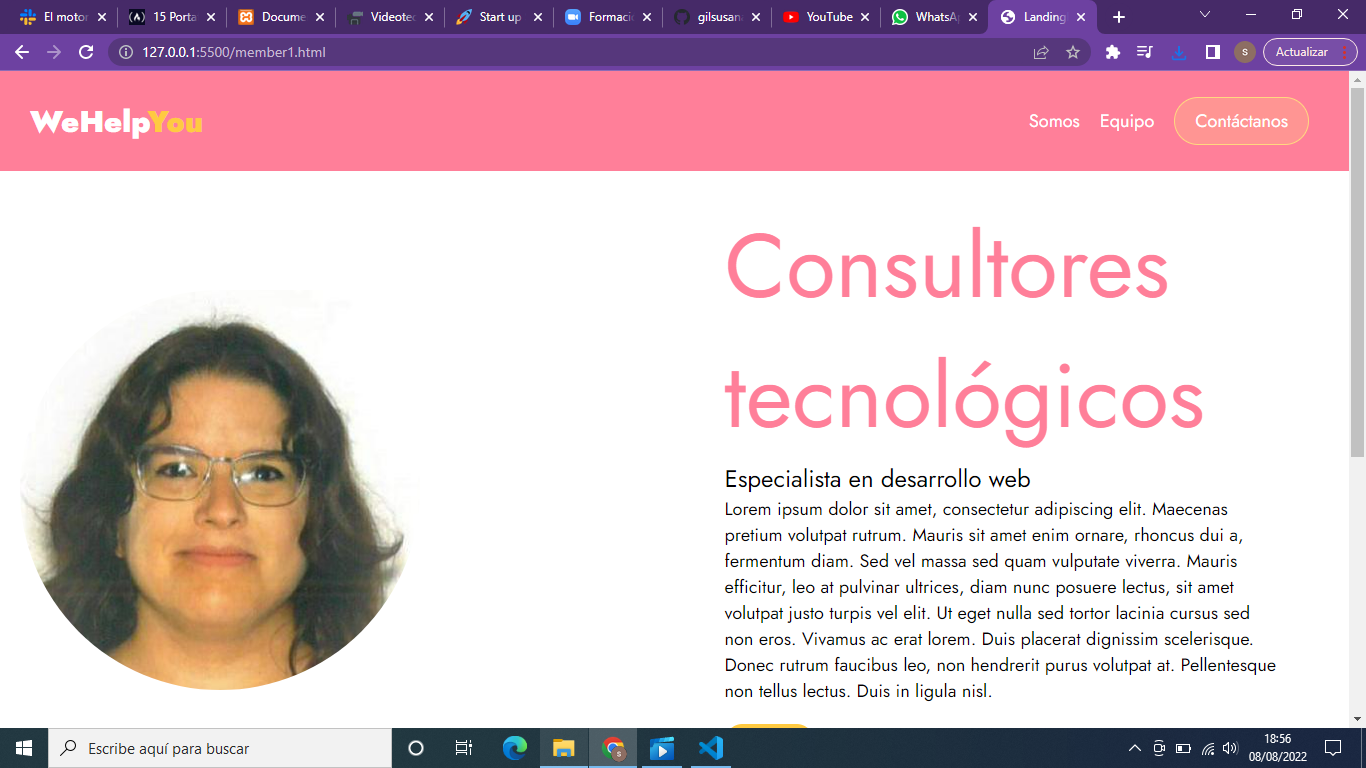 El motor
15 Porta
Docume
Videotec
Start up
Formaci
gilsusan
YouTube
WhatsAp
Landing
127.0.0.1:5500/member1.html
s
Actualizar
WeHelpYou
Somos
Equipo
Contáctanos
Consultores
tecnológicos
Especialista en desarrollo web
Lorem ipsum dolor sit amet, consectetur adipiscing elit. Maecenas
pretium volutpat rutrum. Mauris sit amet enim ornare, rhoncus dui a,
fermentum diam. Sed vel massa sed quam vulputate viverra. Mauris
efficitur, leo at pulvinar ultrices, diam nunc posuere lectus, sit amet
volutpat justo turpis vel elit. Ut eget nulla sed tortor lacinia cursus sed
non eros. Vivamus ac erat lorem. Duis placerat dignissim scelerisque.
Donec rutrum faucibus leo, non hendrerit purus volutpat at. Pellentesque
non tellus lectus. Duis in ligula nisl.
Escribe aquí para buscar
18:56
08/08/2022